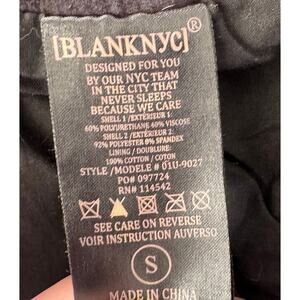 [BLANKNYC]®
DESIGNED FOR YOU
BY OUR NYC TEAM
IN THE CITY THAT
NEVER SLEEPS
BECAUSE WE CARE
SHELL 1 / EXTÉRIEUR 1:
60% POLYURETHANE 40% VISCOSE
SHELL 2 / EXTÉRIEUR 2:
92% POLYESTER 8% SPANDEX
LINING / DOUBLURE:
100% COTTON / COTON
STYLE /MODELE # 01U-9027
PO# 097724
RN# 114542
SEE CARE ON REVERSE
VOIR INSTRUCTION AUVERSO
S
MADE IN CHINA